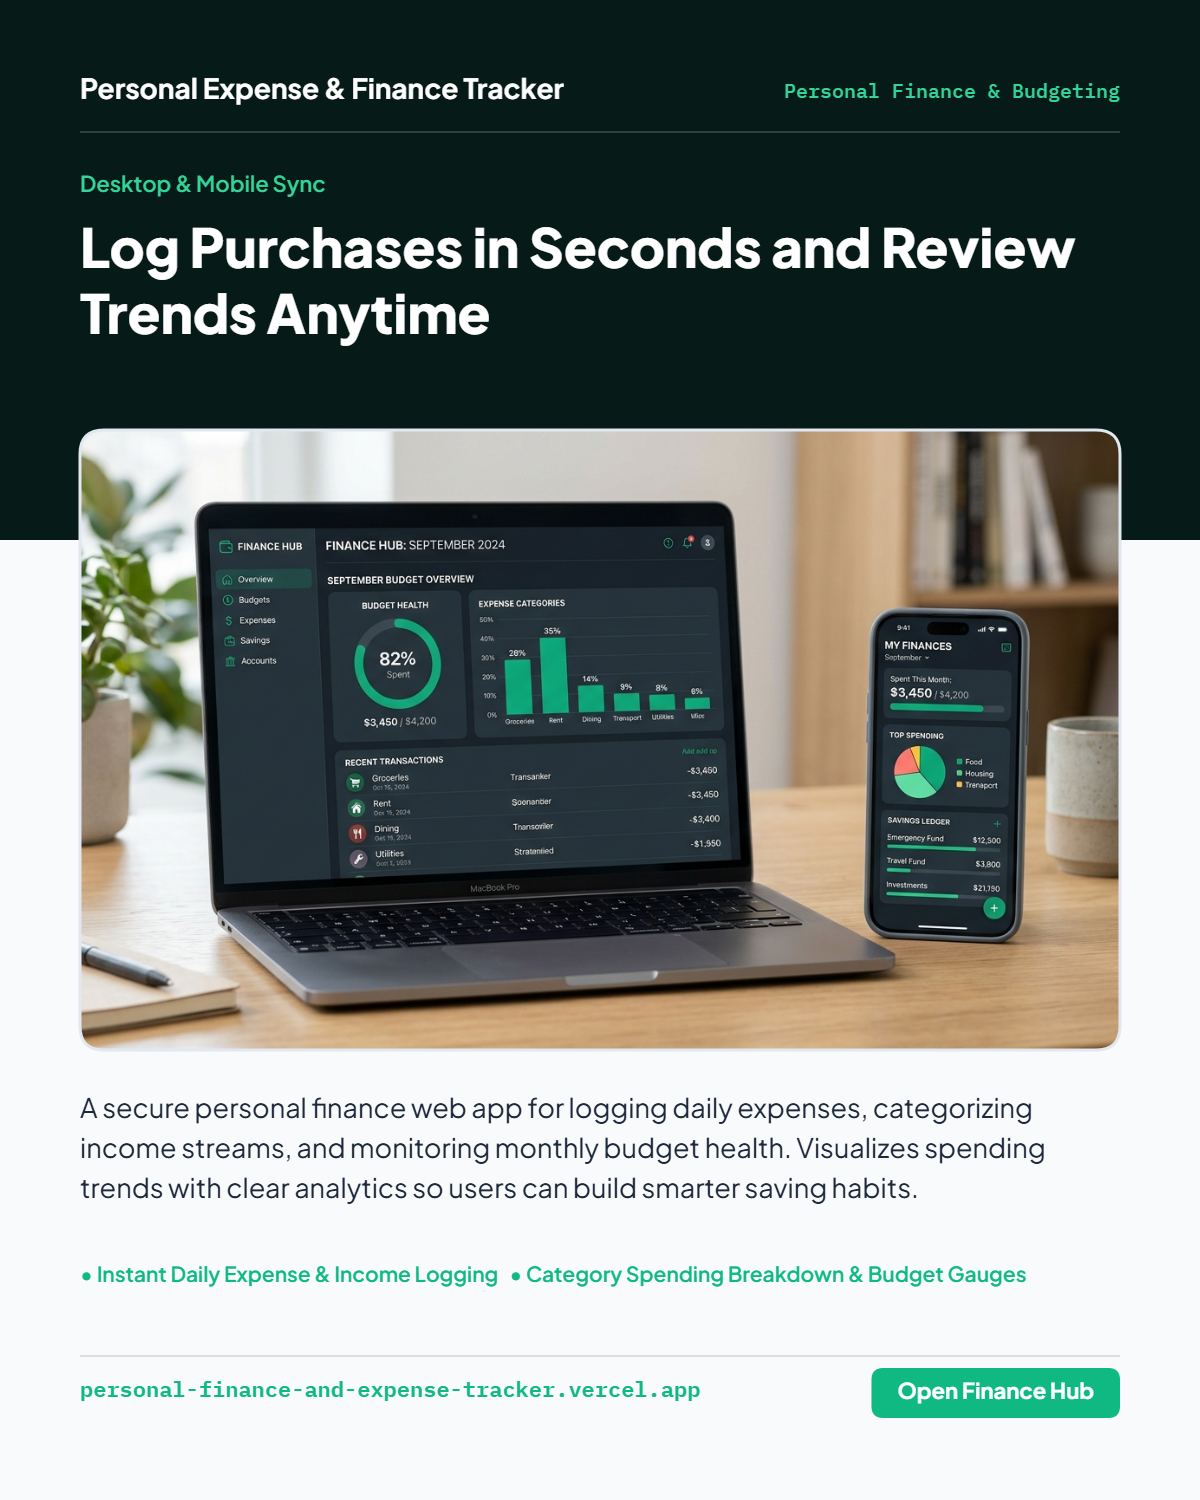 Personal Expense & Finance Tracker
Personal Finance & Budgeting
Desktop & Mobile Sync
Log Purchases in Seconds and Review
Trends Anytime
FINANCE HUB
Overview
Budgets
Expenses
Savings
Accounts
FINANCE HUB: SEPTEMBER 2024
SEPTEMBER BUDGET OVERVIEW
BUDGET HEALTH
82%
Spent
$3,450 / $4,200
EXPENSE CATEGORIES
50%
40%
30%
20%
10%
0%
35%
14%
9%
8%
6%
Groceries Rent Dining Transport Utilities
RECENT TRANSACTIONS
Groceries
Rent
Dining
Utilities
-$3,450
-$3,400
-$1,950
MacBook Pro
9:41
MY FINANCES
September
Spent This Month:
$3,450 / $4,200
TOP SPENDING
Food
Housing
SAVINGS LEDGER +
Emergency Fund $12,500
Travel Fund $3,800
Investments
+
A secure personal finance web app for logging daily expenses, categorizing
income streams, and monitoring monthly budget health. Visualizes spending
trends with clear analytics so users can build smarter saving habits.
• Instant Daily Expense & Income Logging • Category Spending Breakdown & Budget Gauges
personal-finance-and-expense-tracker.vercel.app
Open Finance Hub